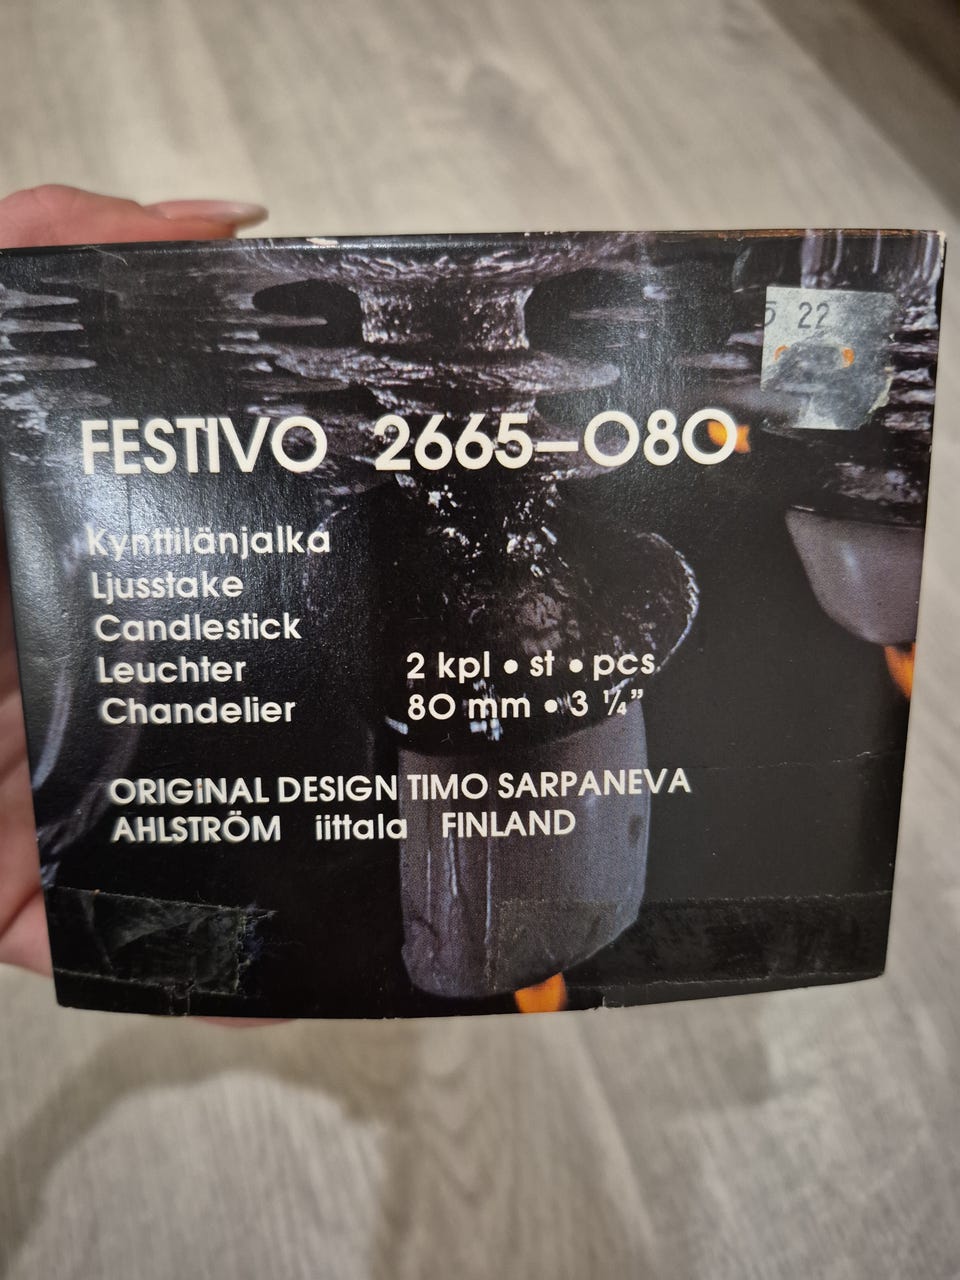 22
FESTIVO 2665-080
Kynttilänjalka
Ljusstake
Candlestick
Leuchter 2 kpl • st • pcs
Chandelier 80 mm • 3 ¼"
ORIGINAL DESIGN TIMO SARPANEVA
AHLSTRÖM iittala FINLAND